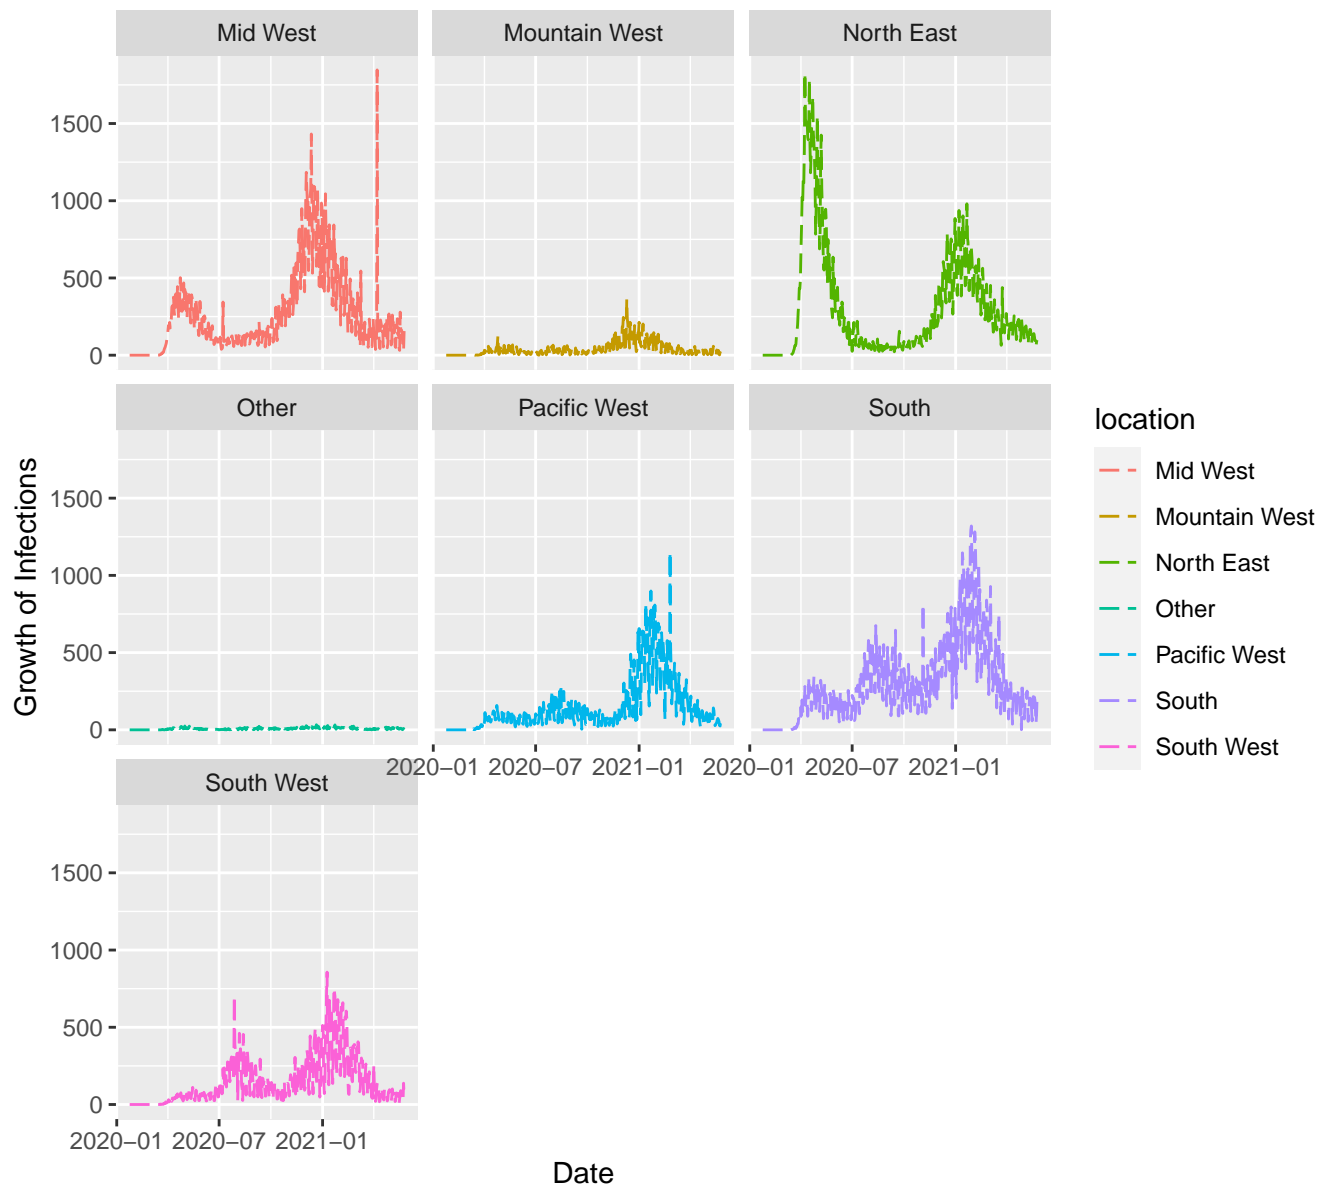 Mid West
Mountain West
North East
1500
1000
500
0
Other
Pacific West
South
1500
1000
500
0
2020−01 2020−07 2021−01
2020−01 2020−07 2021−01
South West
1500
1000
500
0
2020−01 2020−07 2021−01
Growth of Infections
Date
location
Mid West
Mountain West
North East
Other
Pacific West
South
South West